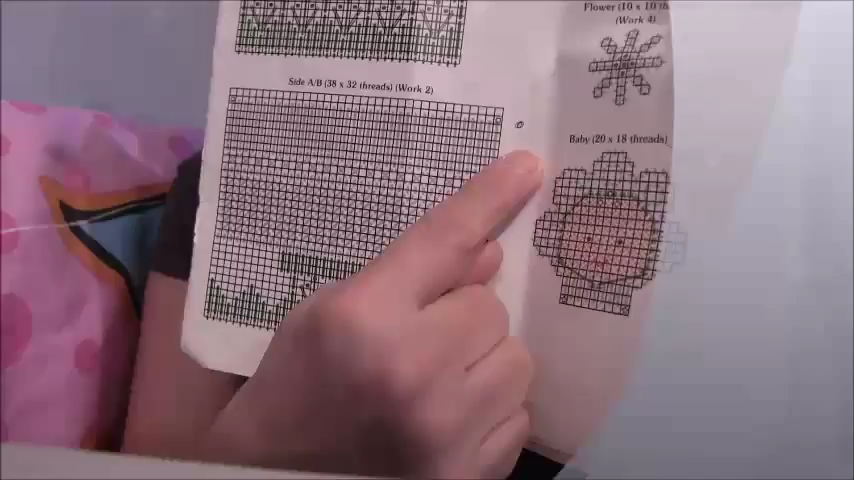 Side A/B (38 x 32 threads) (Work 2)
Flower (10 x 10 th
(Work 4)
Baby (20 x 18 threads)